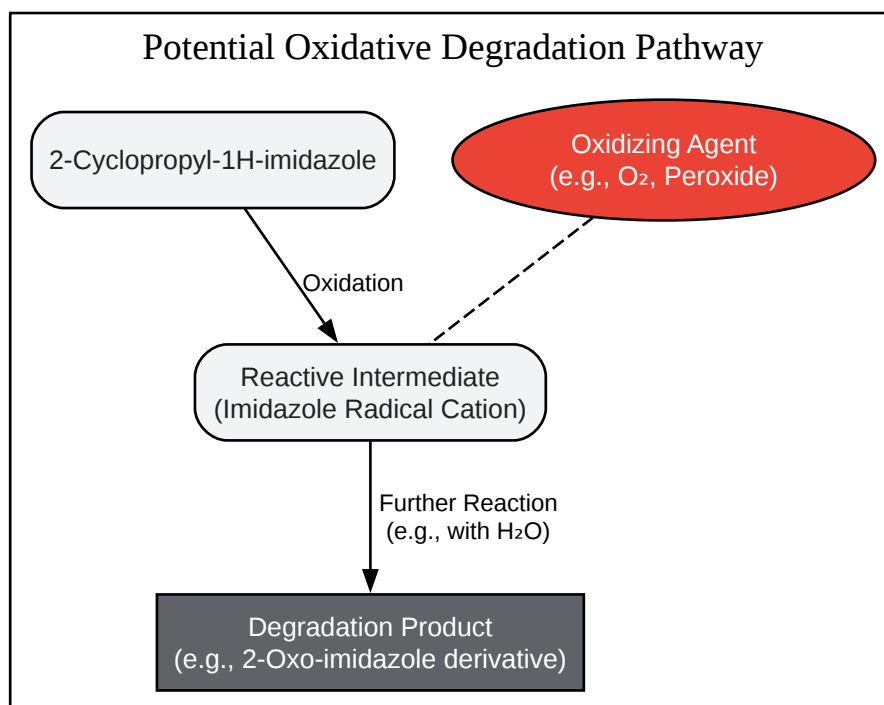 Potential Oxidative Degradation Pathway
2-Cyclopropyl-1H-imidazole
Oxidizing Agent
(e.g., O₂, Peroxide)
Oxidation
Reactive Intermediate
(Imidazole Radical Cation)
Further Reaction
(e.g., with H₂O)
Degradation Product
(e.g., 2-Oxo-imidazole derivative)